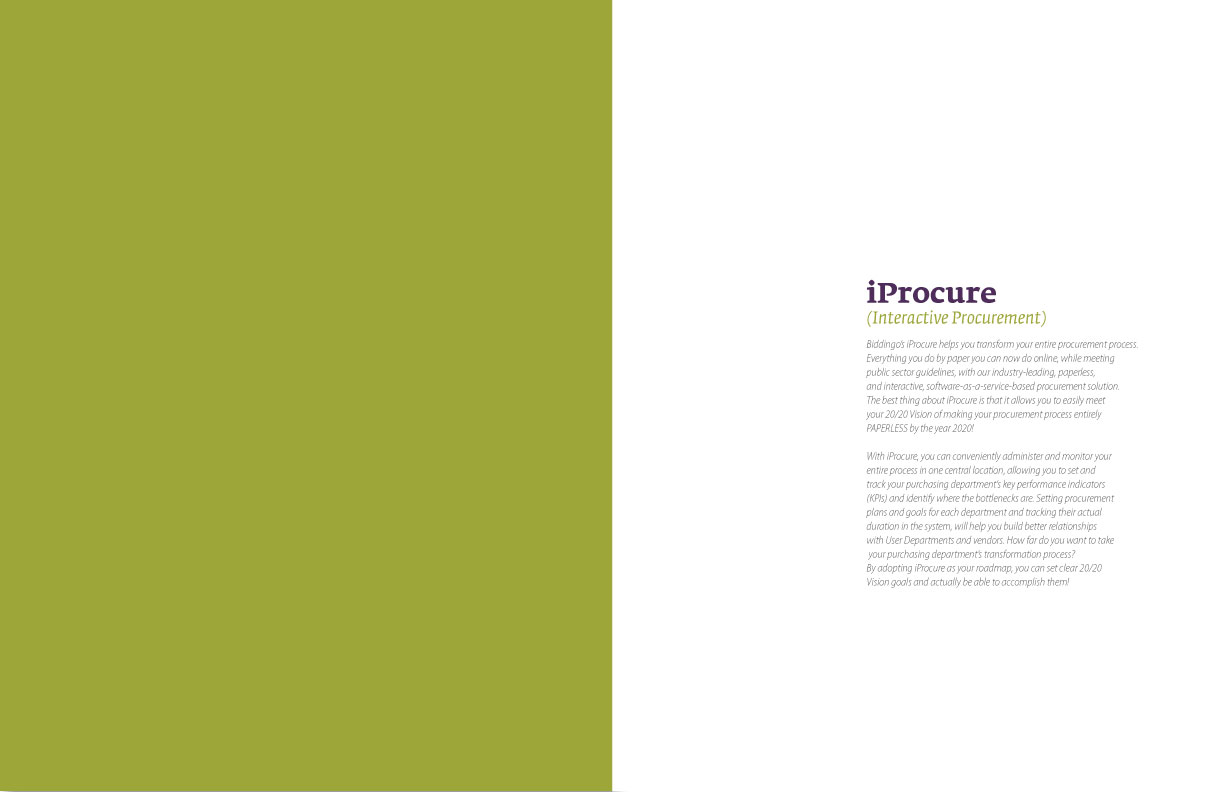 iProcure
(Interactive Procurement)
Biddingo's iProcure helps you transform your entire procurement process.
Everything you do by paper you can now do online, while meeting
public sector guidelines, with our industry-leading, paperless,
and interactive, software-as-a-service-based procurement solution.
The best thing about iProcure is that it allows you to easily meet
your 20/20 Vision of making your procurement process entirely
PAPERLESS by the year 2020!
With iProcure, you can conveniently administer and monitor your
entire process in one central location, allowing you to set and
track your purchasing department's key performance indicators
(KPIs) and identify where the bottlenecks are. Setting procurement
plans and goals for each department and tracking their actual
duration in the system, will help you build better relationships
with User Departments and vendors. How far do you want to take
your purchasing department's transformation process?
By adopting iProcure as your roadmap, you can set clear 20/20
Vision goals and actually be able to accomplish them!